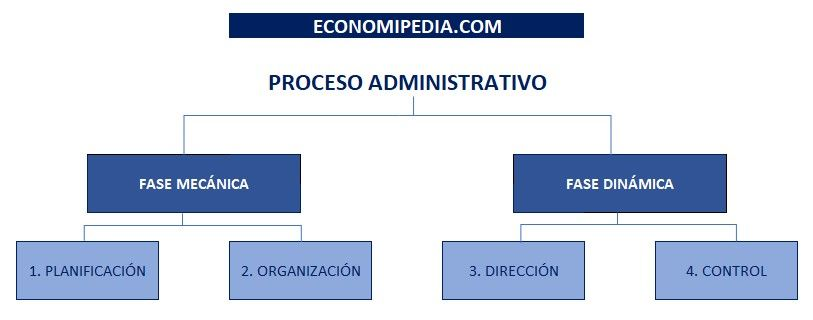 ECONOMIPEDIA.COM
PROCESO ADMINISTRATIVO
FASE MECÁNICA
FASE DINÁMICA
1. PLANIFICACIÓN
2. ORGANIZACIÓN
3. DIRECCIÓN
4. CONTROL